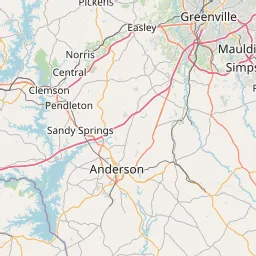 Pickens
Greenville
Easley
Norris
Mauldi
Simps
Central
Clemson
Pendleton
Sandy Springs
Anderson